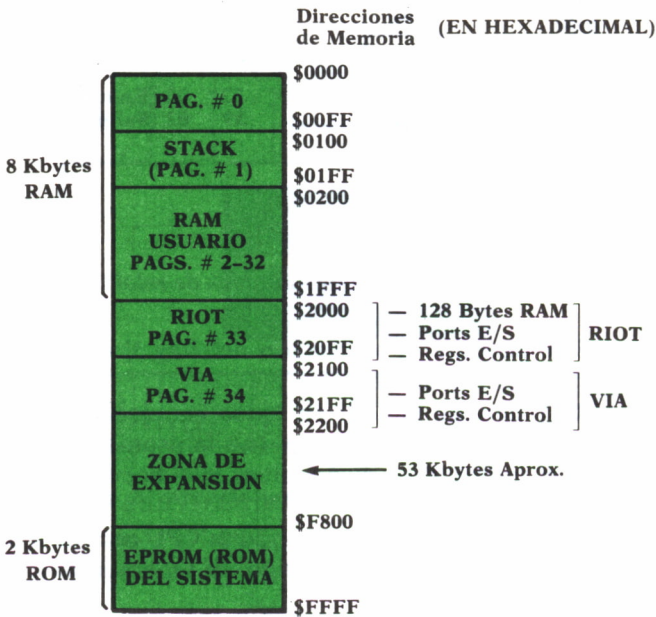 Direcciones
de Memoria
(EN HEXADECIMAL)
$0000
PAG. # 0
$00FF
$0100
STACK
(PAG. # 1)
$01FF
8 Kbytes
RAM
$0200
RAM
USUARIO
PAGS. # 2-32
$1FFF
$2000
RIOT
PAG. # 33
$20FF
— 128 Bytes RAM
— Ports E/S
— Regs. Control
RIOT
$2100
VIA
PAG. # 34
$21FF
— Ports E/S
— Regs. Control
VIA
$2200
ZONA DE
EXPANSION
53 Kbytes Aprox.
$F800
2 Kbytes
ROM
EPROM (ROM)
DEL SISTEMA
$FFFF